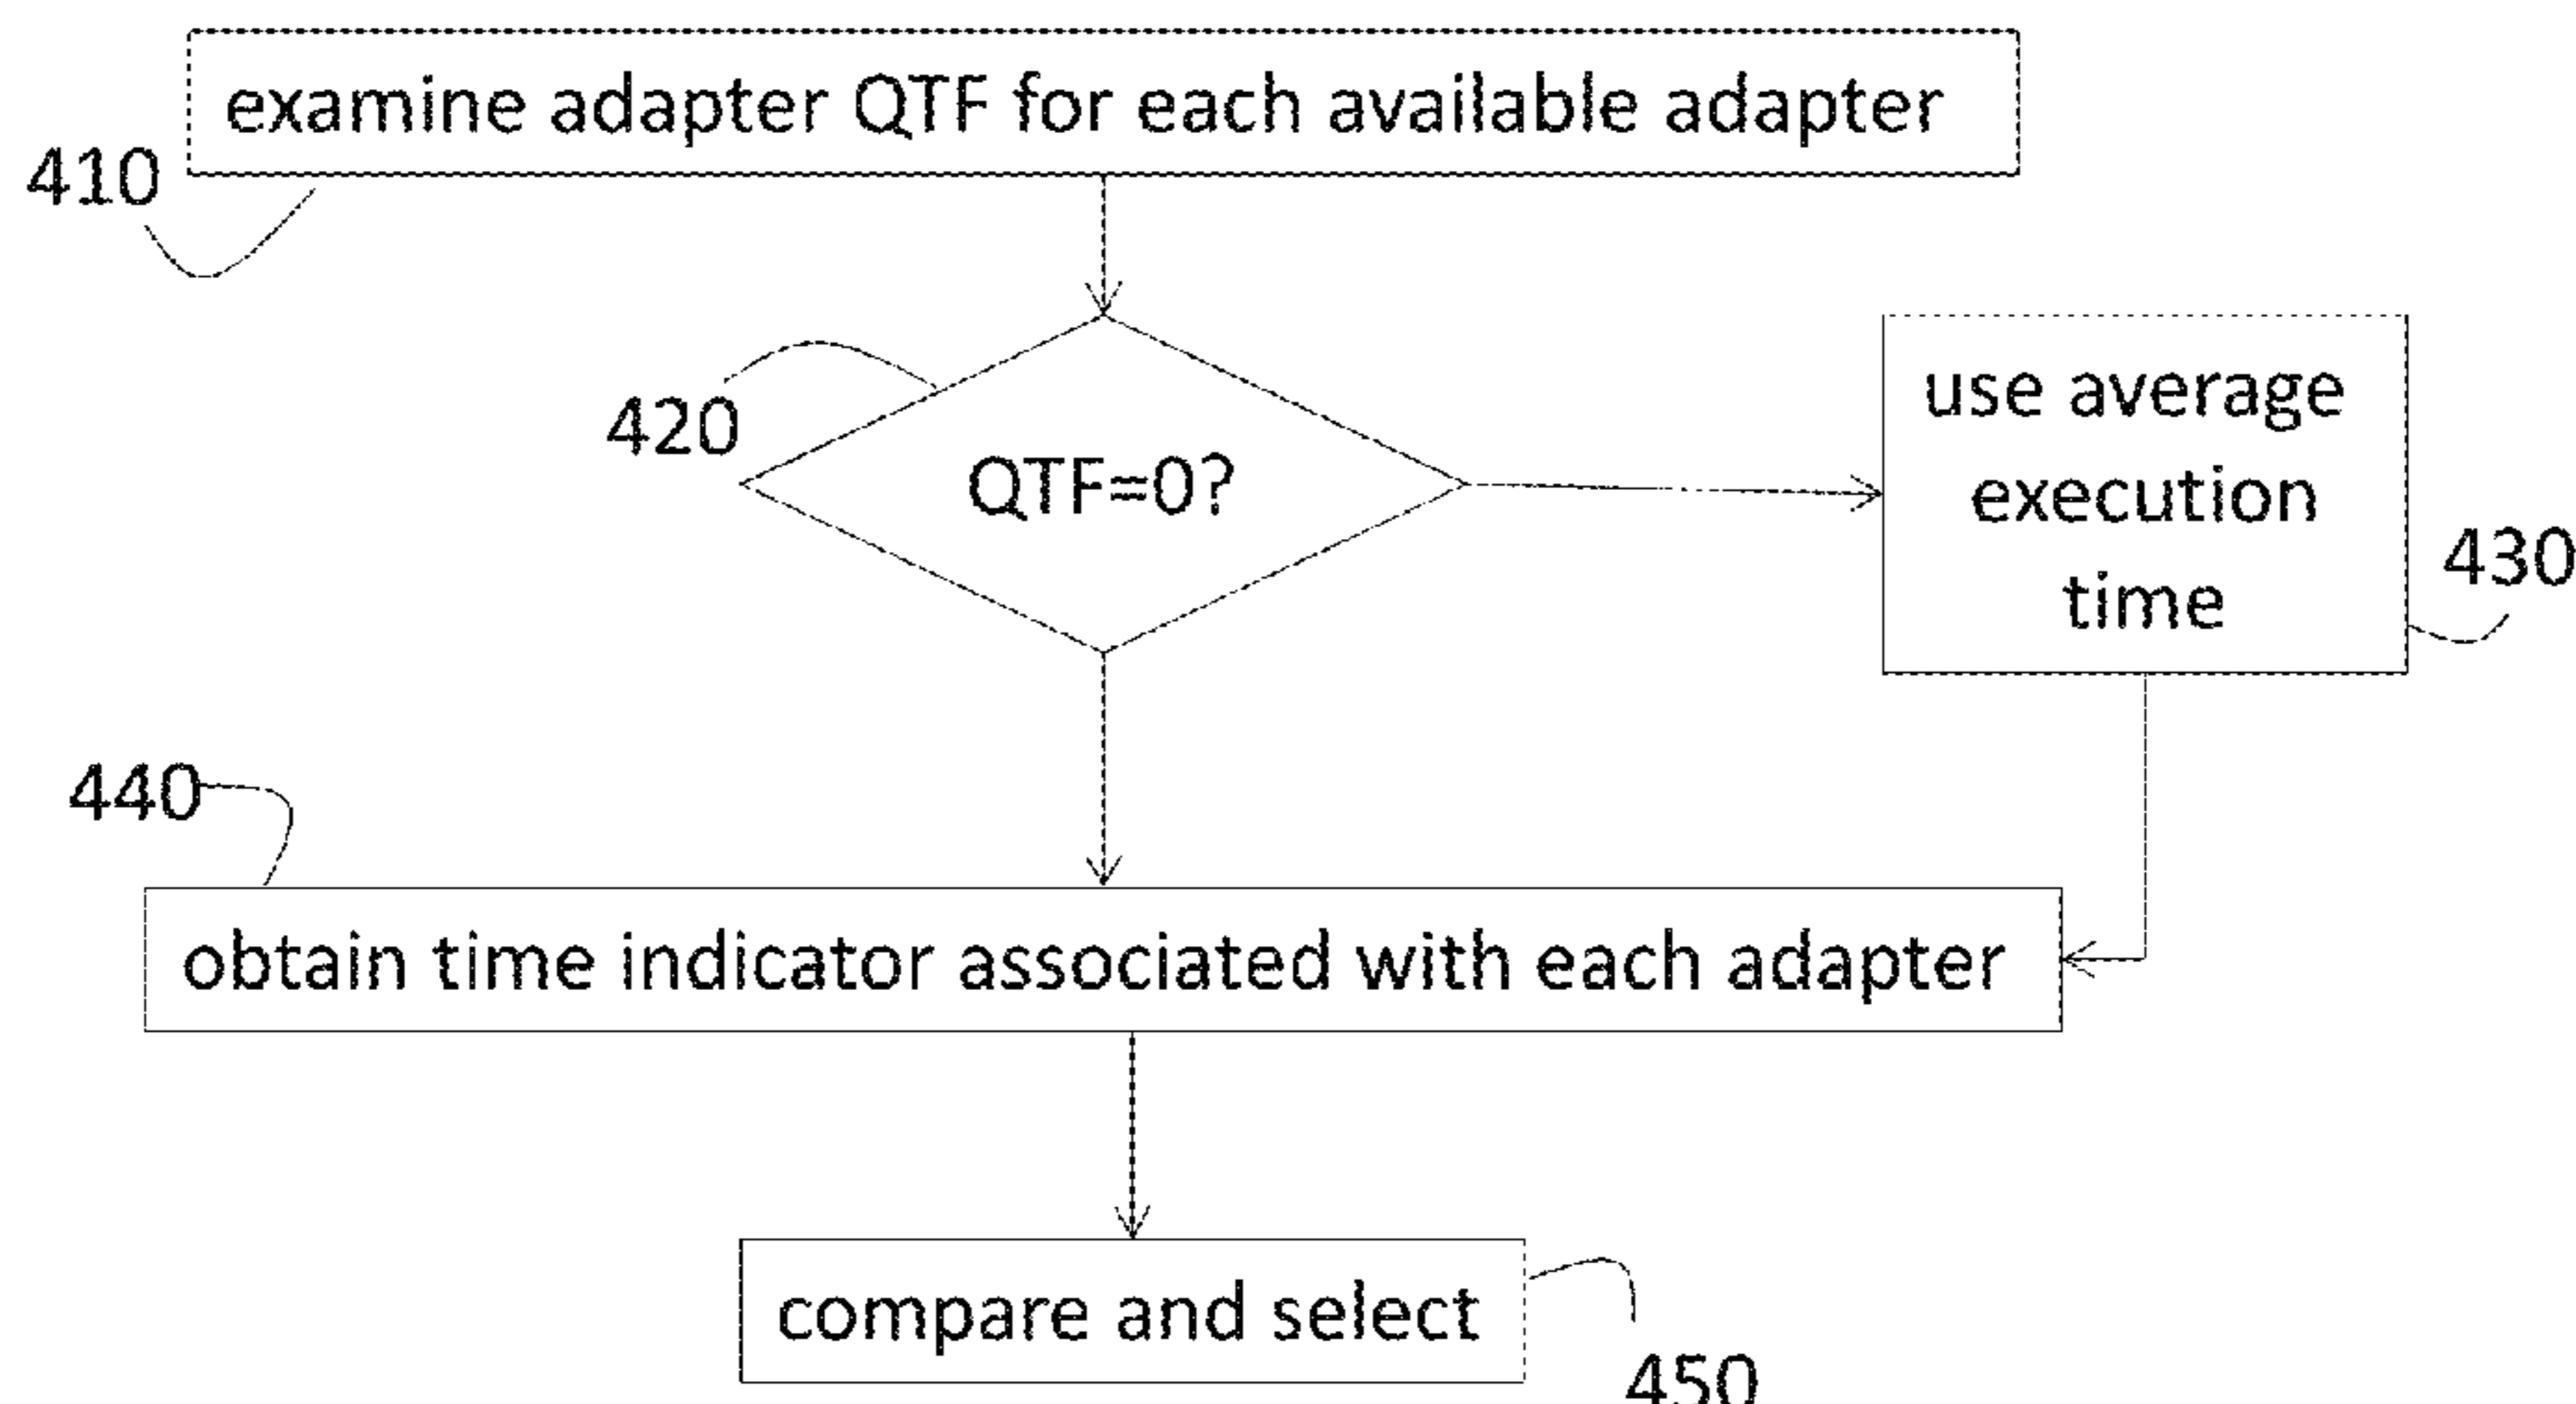 examine adapter QTF for each available adapter
410
420
QTF=0?
use average
execution
time
430
440
obtain time indicator associated with each adapter
compare and select
450